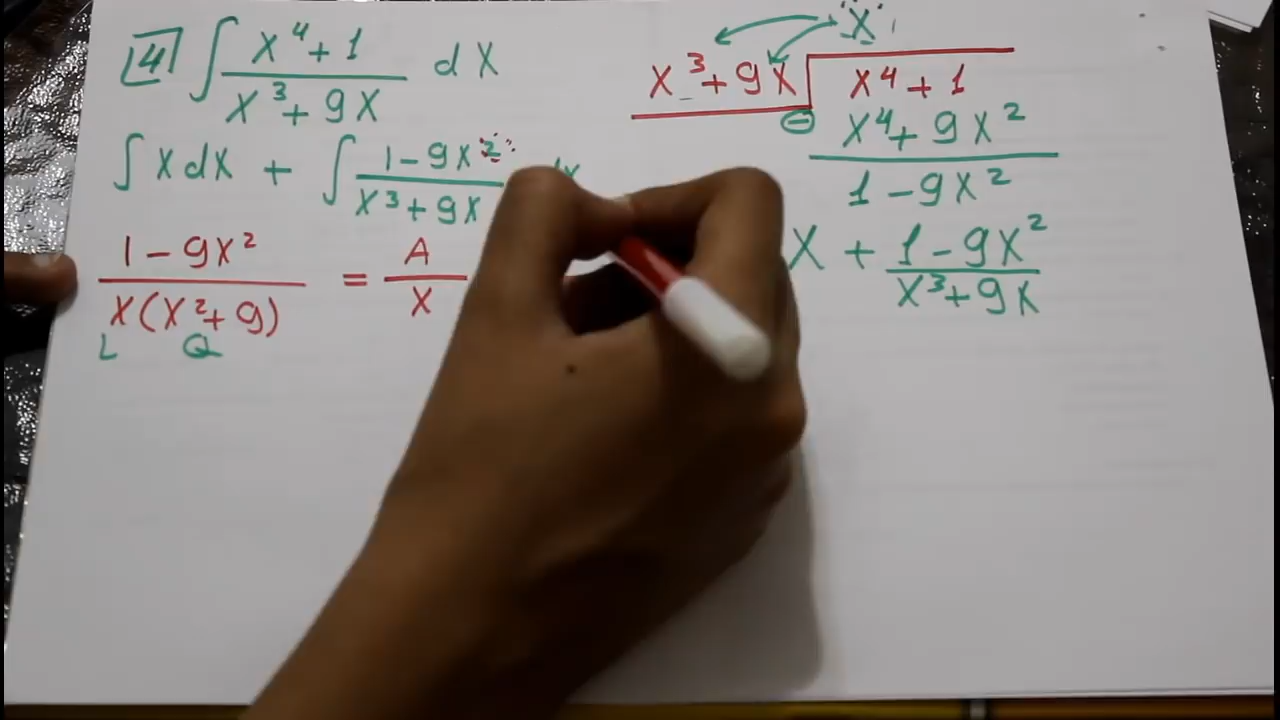 4 ∫ x⁴ + 1 / x³ + 9x dx
∫ x dx + ∫ 1 - 9x² / x³ + 9x dx
1 - 9x² / x(x² + 9) = A / x
L Q
x
x³ + 9x x⁴ + 1
⊖ x⁴ + 9x²
1 - 9x²
x + 1 - 9x² / x³ + 9x